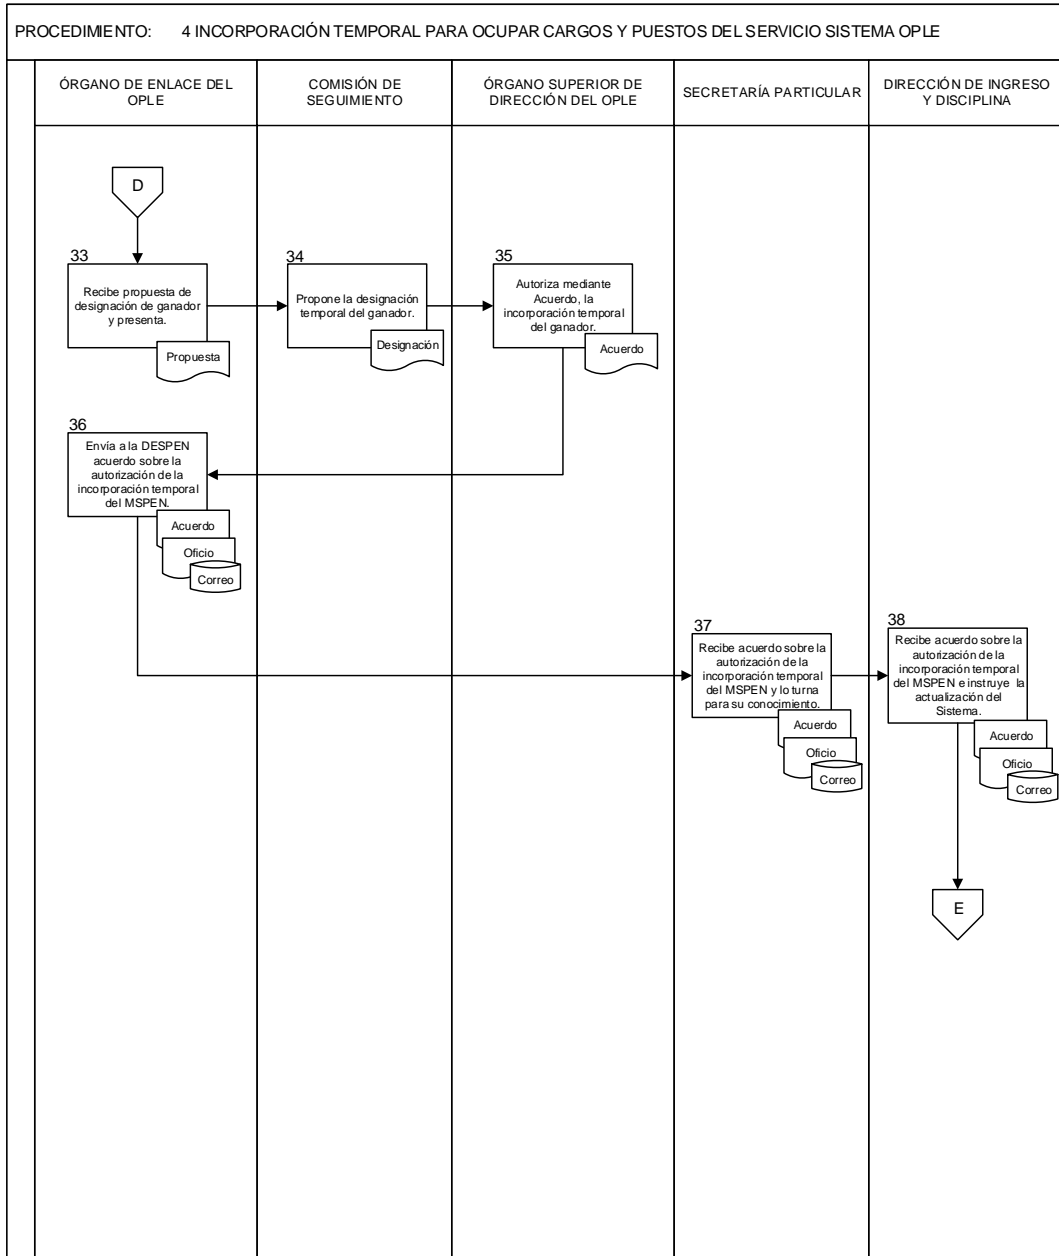 PROCEDIMIENTO: 4 INCORPORACIÓN TEMPORAL PARA OCUPAR CARGOS Y PUESTOS DEL SERVICIO SISTEMA OPLE
ÓRGANO DE ENLACE DEL
OPLE
COMISIÓN DE
SEGUIMIENTO
ÓRGANO SUPERIOR DE
DIRECCIÓN DEL OPLE
SECRETARÍA PARTICULAR
DIRECCIÓN DE INGRESO
Y DISCIPLINA
D
33
Recibe propuesta de
designación de ganador
y presenta.
Propuesta
34
Propone la designación
temporal del ganador.
Designación
35
Autoriza mediante
Acuerdo, la
incorporación temporal
del ganador.
Acuerdo
36
Envía a la DESPEN
acuerdo sobre la
autorización de la
incorporación temporal
del MSPEN.
Acuerdo
Oficio
Correo
37
Recibe acuerdo sobre la
autorización de la
incorporación temporal
del MSPEN y lo turna
para su conocimiento.
Acuerdo
Oficio
Correo
38
Recibe acuerdo sobre la
autorización de la
incorporación temporal
del MSPEN e instruye la
actualización del
Sistema.
Acuerdo
Oficio
Correo
E